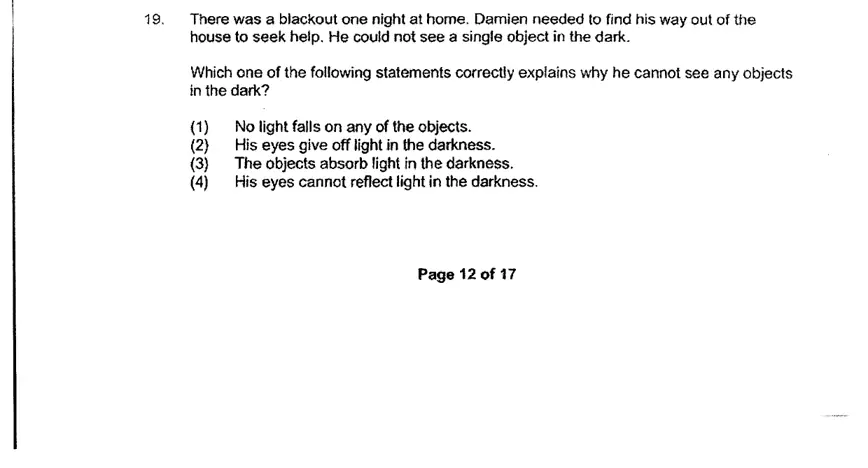 19. There was a blackout one night at home. Damien needed to find his way out of the
house to seek help. He could not see a single object in the dark.
Which one of the following statements correctly explains why he cannot see any objects
in the dark?
(1) No light falls on any of the objects.
(2) His eyes give off light in the darkness.
(3) The objects absorb light in the darkness.
(4) His eyes cannot reflect light in the darkness.
Page 12 of 17